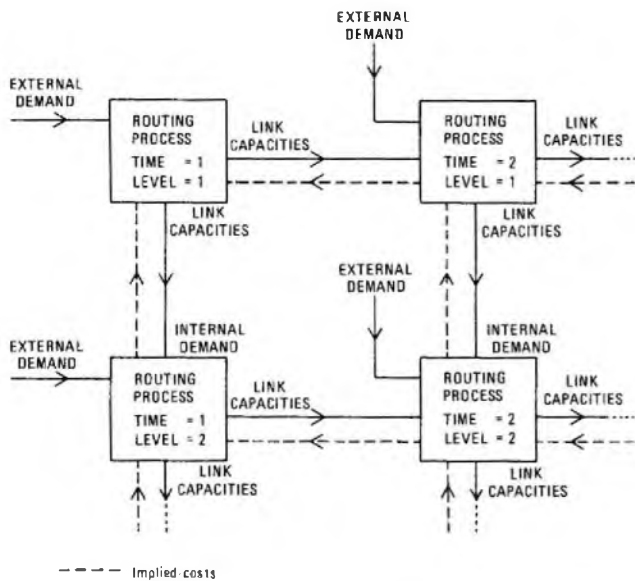 EXTERNAL
DEMAND
EXTERNAL
DEMAND
ROUTING
PROCESS
TIME = 1
LEVEL = 1
LINK
CAPACITIES
ROUTING
PROCESS
TIME = 2
LEVEL = 1
LINK
CAPACITIES
LINK
CAPACITIES
LINK
CAPACITIES
EXTERNAL
DEMAND
EXTERNAL
DEMAND
INTERNAL
DEMAND
INTERNAL
DEMAND
ROUTING
PROCESS
TIME = 1
LEVEL = 2
LINK
CAPACITIES
ROUTING
PROCESS
TIME = 2
LEVEL = 2
LINK
CAPACITIES
LINK
CAPACITIES
LINK
CAPACITIES
Implied costs